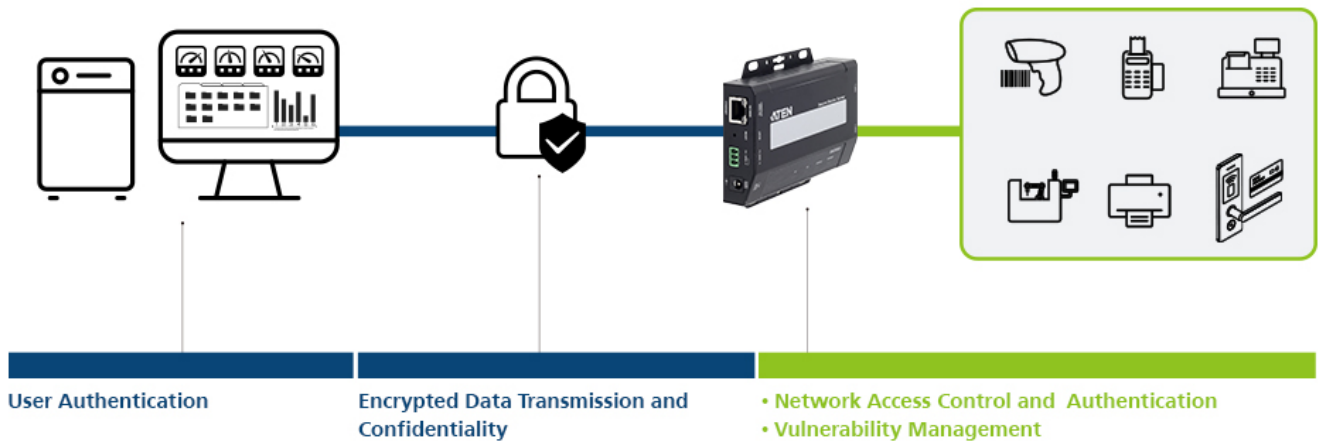 ATEN
User Authentication
Encrypted Data Transmission and
Confidentiality
• Network Access Control and Authentication
• Vulnerability Management